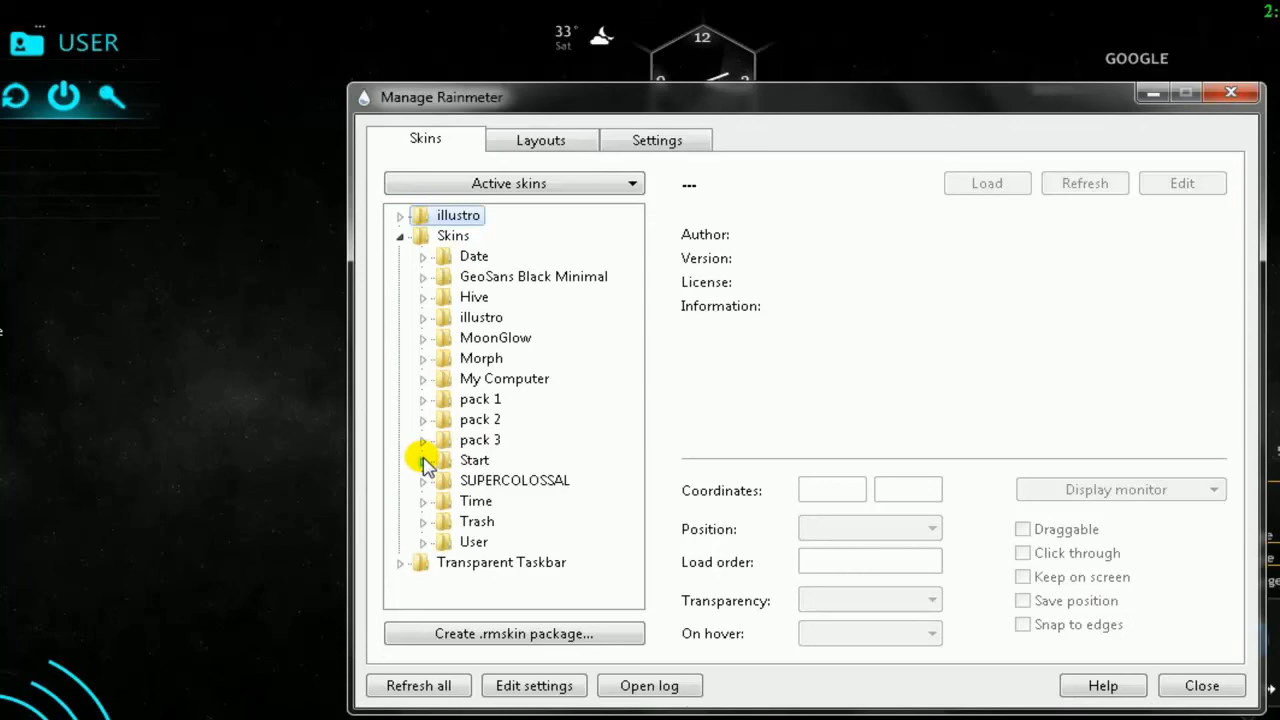 2:
USER
33°
Sat
12
GOOGLE
Manage Rainmeter
Skins
Layouts
Settings
Active skins
---
Load
Refresh
Edit
illustro
Skins
Date
GeoSans Black Minimal
Hive
illustro
MoonGlow
Morph
My Computer
pack 1
pack 2
pack 3
Start
SUPERCOLOSSAL
Time
Trash
User
Transparent Taskbar
Author:
Version:
License:
Information:
Coordinates:
Display monitor
Position:
Draggable
Load order:
Click through
Keep on screen
Transparency:
Save position
On hover:
Snap to edges
Create .rmskin package...
Refresh all
Edit settings
Open log
Help
Close